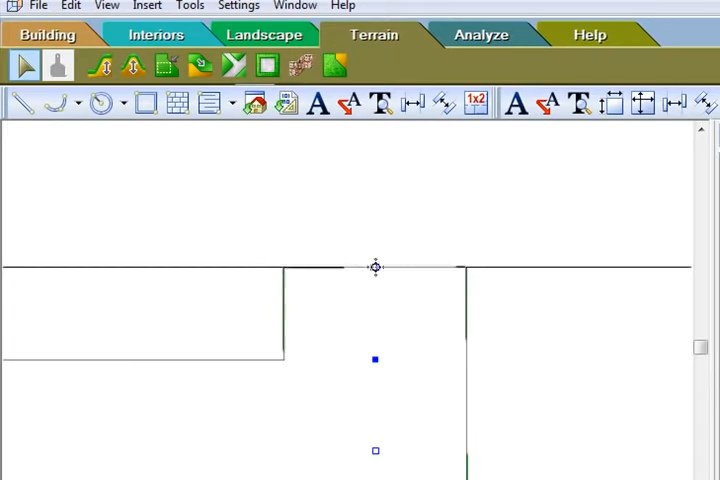 File Edit View Insert Tools Settings Window Help
Building Interiors Landscape Terrain Analyze Help
A A 1x2 A A